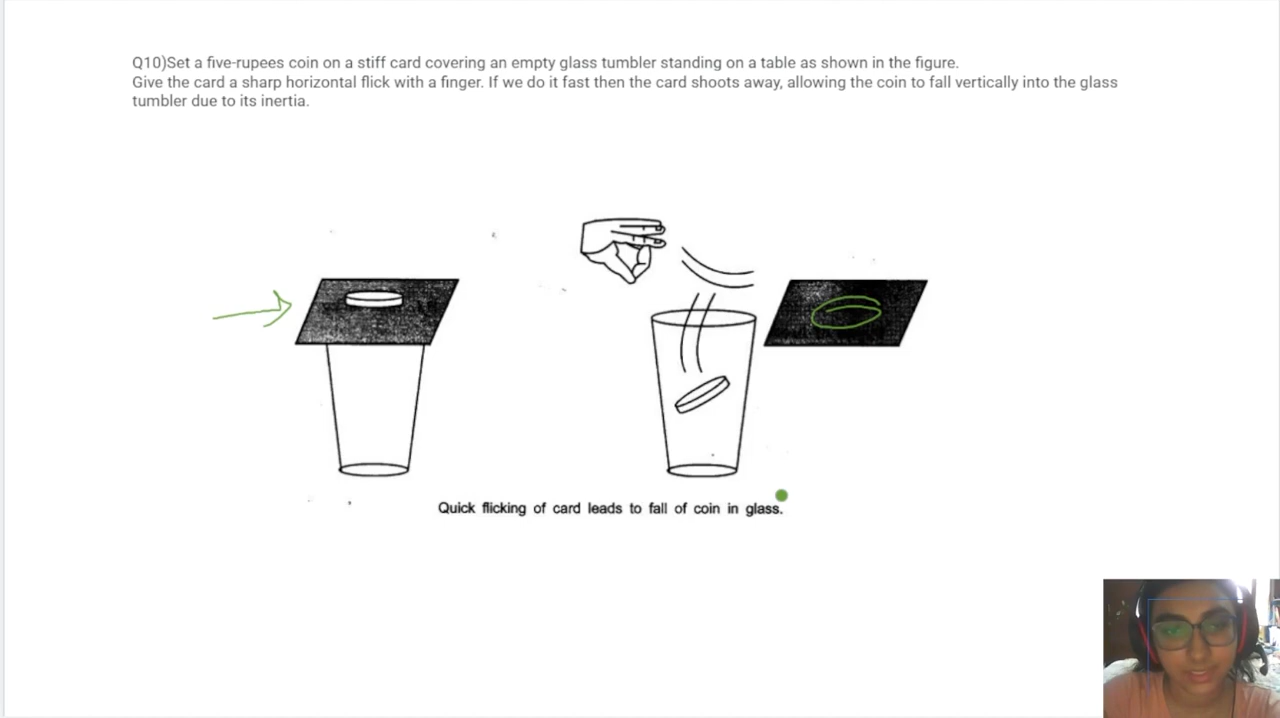 Q10)Set a five-rupees coin on a stiff card covering an empty glass tumbler standing on a table as shown in the figure.
Give the card a sharp horizontal flick with a finger. If we do it fast then the card shoots away, allowing the coin to fall vertically into the glass
tumbler due to its inertia.
Quick flicking of card leads to fall of coin in glass.